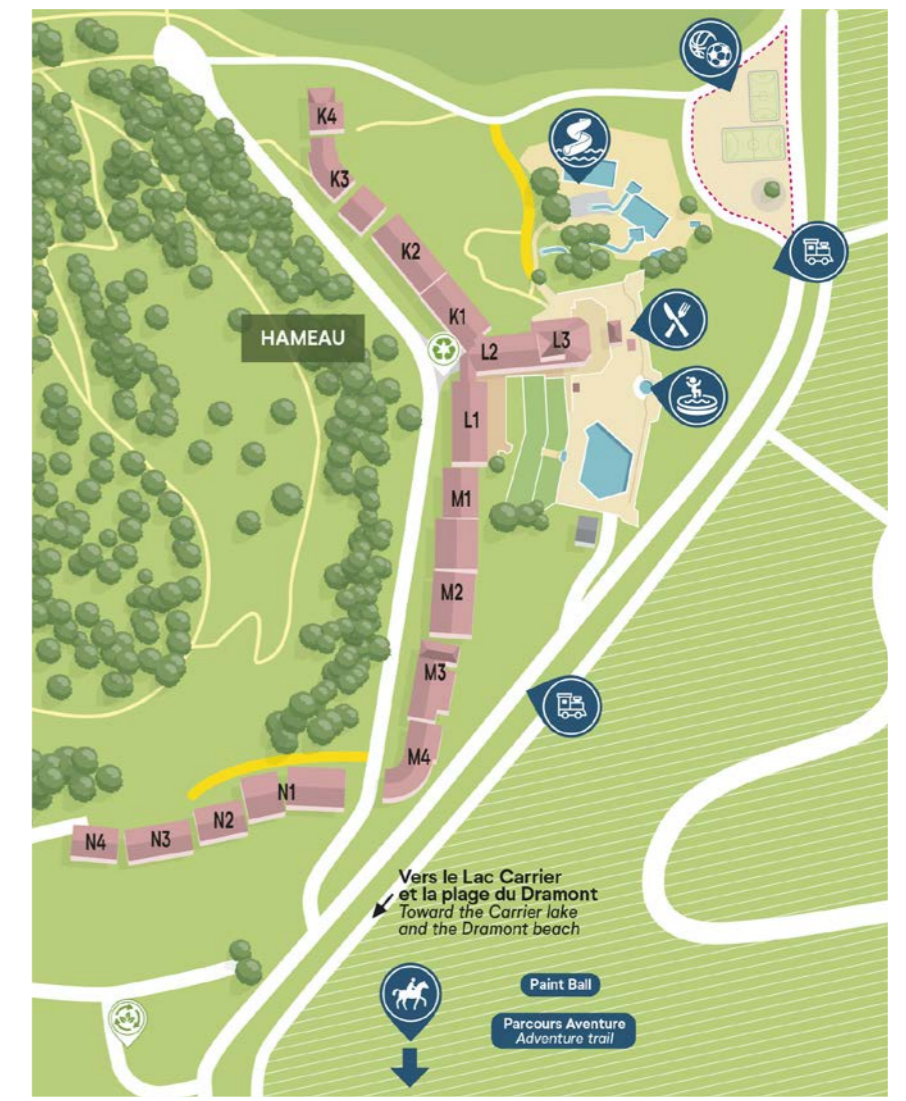 K4
K3
K2
K1
HAMEAU
L2
L3
L1
M1
M2
M3
M4
N1
N2
N3
N4
Vers le Lac Carrier
et la plage du Dramont
Toward the Carrier lake
and the Dramont beach
Paint Ball
Parcours Aventure
Adventure trail